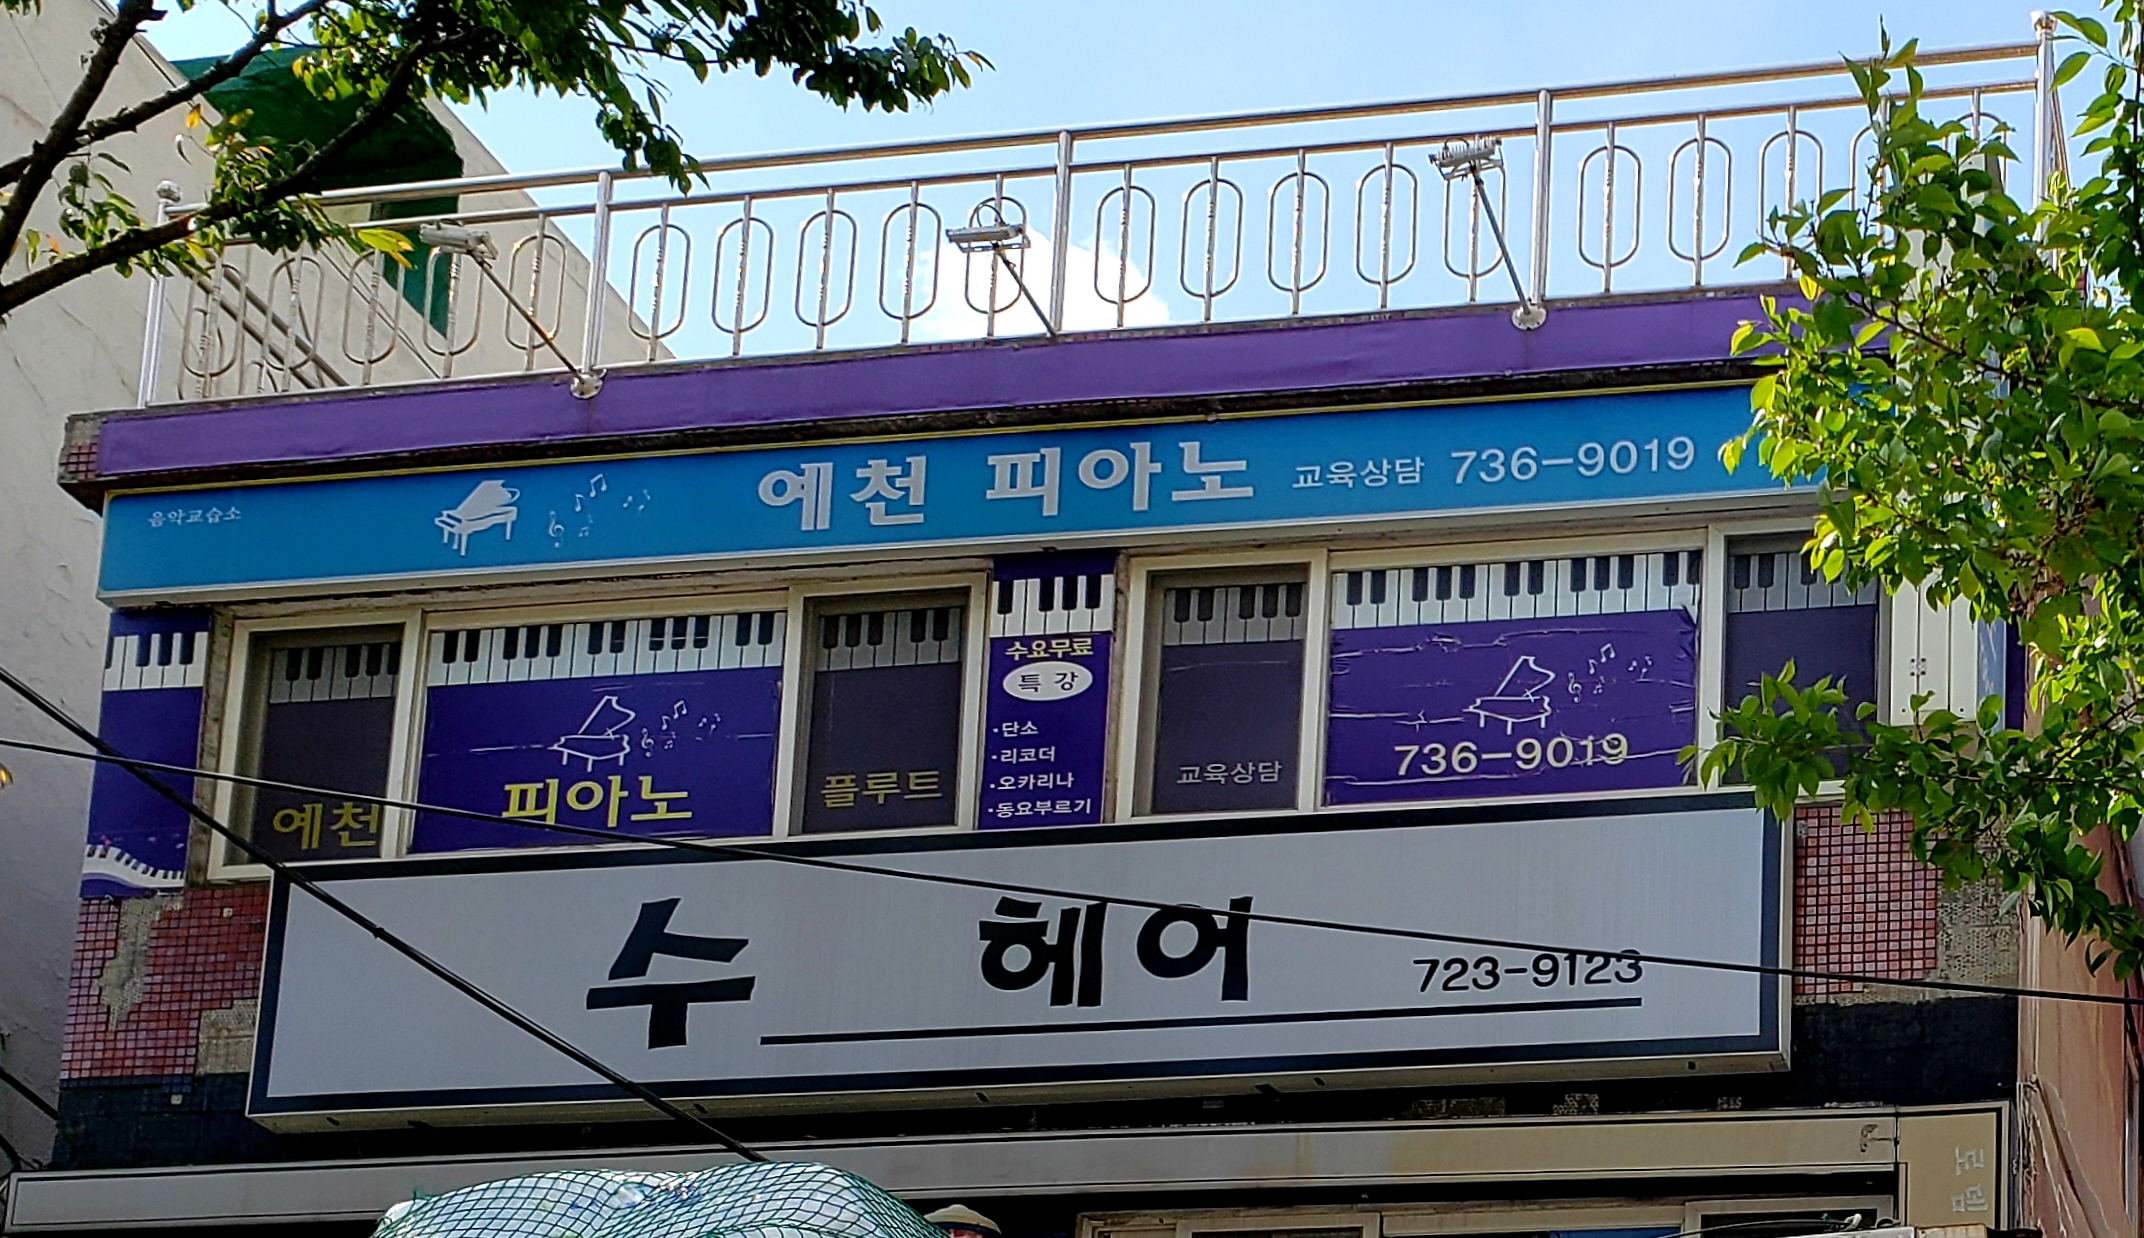 음악교습소 예천 피아노 교육상담 736-9019
예천
피아노
플루트
수요무료
특강
·단소
·리코더
·오카리나
·동요부르기
교육상담
736-9019
수 헤어 723-9123